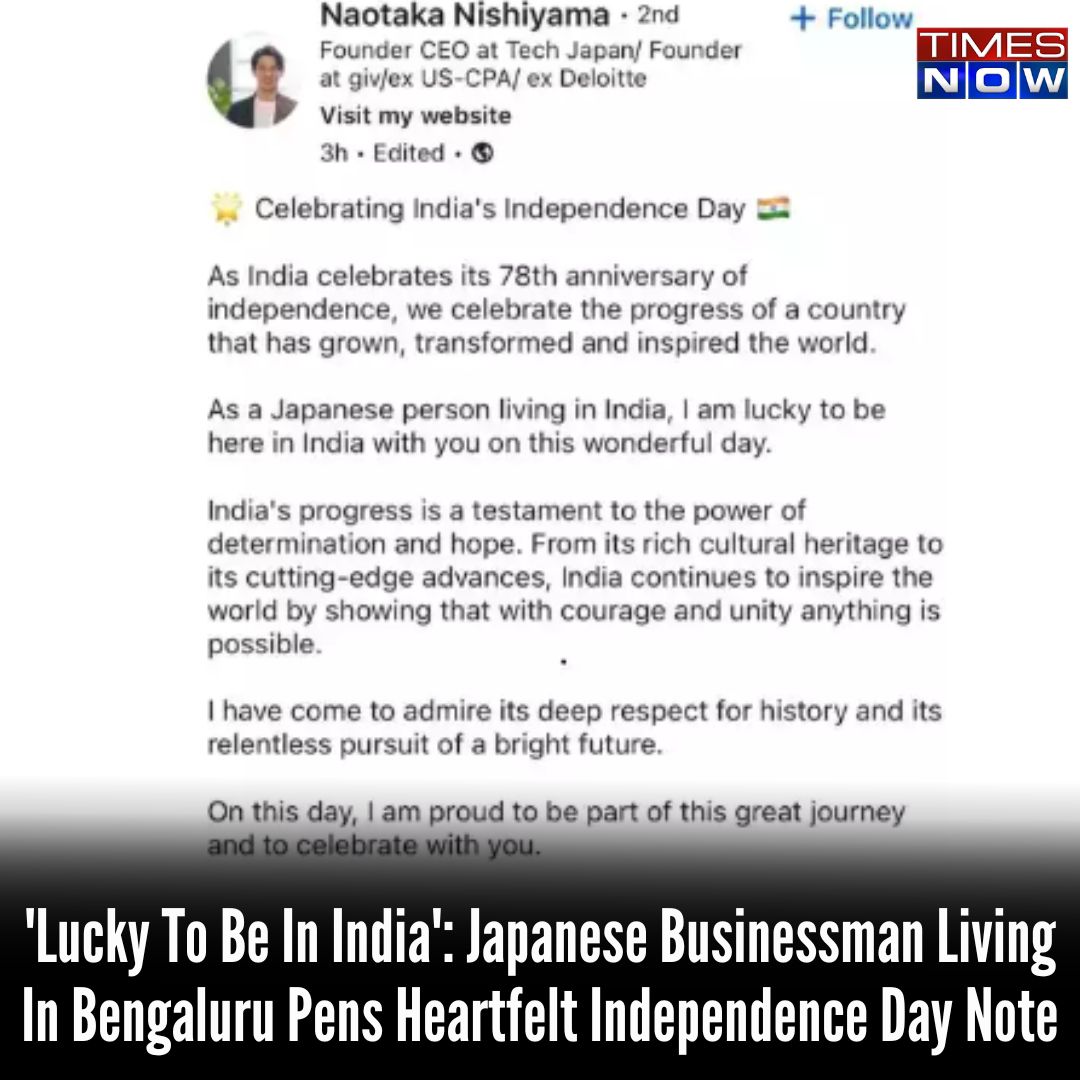 Naotaka Nishiyama · 2nd
+ Follow
TIMES
NOW
Founder CEO at Tech Japan/ Founder
at giv/ex US-CPA/ ex Deloitte
Visit my website
3h · Edited ·
Celebrating India's Independence Day
As India celebrates its 78th anniversary of
independence, we celebrate the progress of a country
that has grown, transformed and inspired the world.
As a Japanese person living in India, I am lucky to be
here in India with you on this wonderful day.
India's progress is a testament to the power of
determination and hope. From its rich cultural heritage to
its cutting-edge advances, India continues to inspire the
world by showing that with courage and unity anything is
possible.
I have come to admire its deep respect for history and its
relentless pursuit of a bright future.
On this day, I am proud to be part of this great journey
and to celebrate with you.
'Lucky To Be In India': Japanese Businessman Living
In Bengaluru Pens Heartfelt Independence Day Note